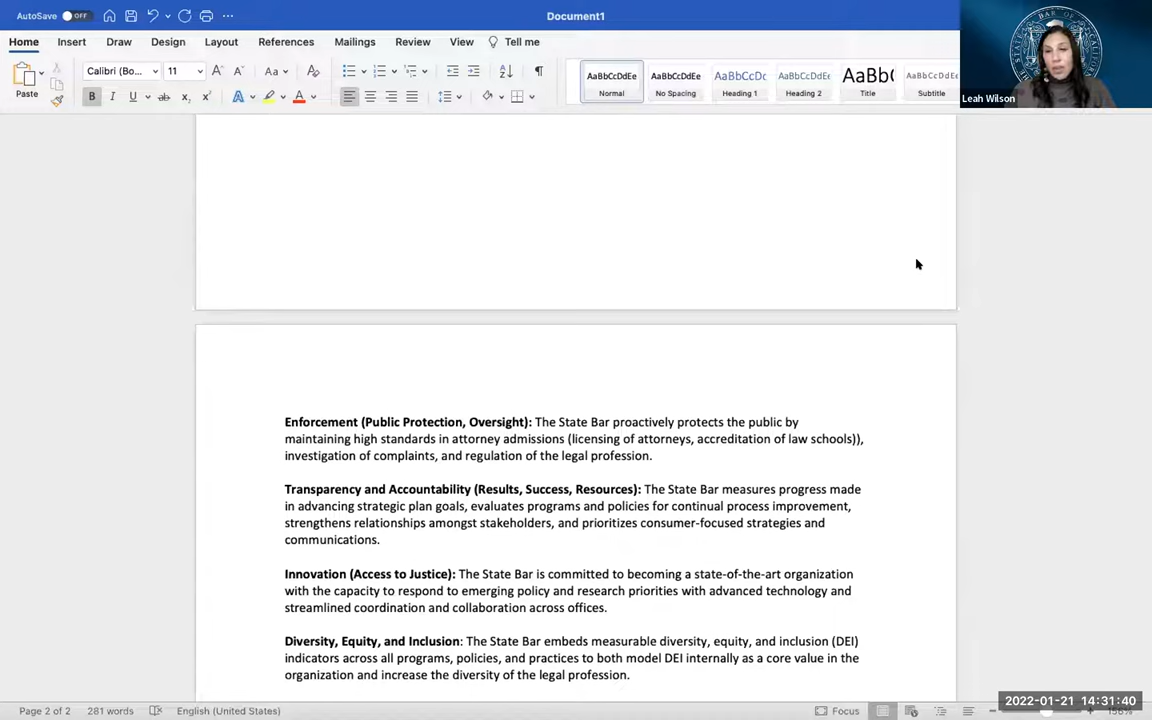 AutoSave OFF
Document1
Home Insert Draw Design Layout References Mailings Review View Tell me
Paste
Calibri (Bo... 11
AaBbCcDdEe AaBbCcDdEe AaBbCcDc AaBbCcDdEe AaBb( AaBbCcDdEe
Normal No Spacing Heading 1 Heading 2 Title Subtitle
Leah Wilson
Enforcement (Public Protection, Oversight): The State Bar proactively protects the public by
maintaining high standards in attorney admissions (licensing of attorneys, accreditation of law schools)),
investigation of complaints, and regulation of the legal profession.
Transparency and Accountability (Results, Success, Resources): The State Bar measures progress made
in advancing strategic plan goals, evaluates programs and policies for continual process improvement,
strengthens relationships amongst stakeholders, and prioritizes consumer-focused strategies and
communications.
Innovation (Access to Justice): The State Bar is committed to becoming a state-of-the-art organization
with the capacity to respond to emerging policy and research priorities with advanced technology and
streamlined coordination and collaboration across offices.
Diversity, Equity, and Inclusion: The State Bar embeds measurable diversity, equity, and inclusion (DEI)
indicators across all programs, policies, and practices to both model DEI internally as a core value in the
organization and increase the diversity of the legal profession.
Page 2 of 2 281 words English (United States) Focus
2022-01-21 14:31:40